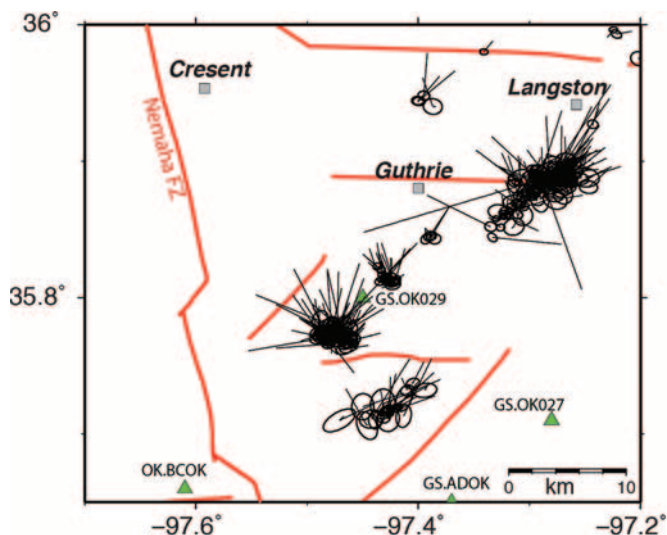 36°
Cresent
Langston
Nemaha FZ
Guthrie
35.8°
GS.OK029
GS.OK027
OK.BCOK
GS.ADOK
0 km 10
−97.6° −97.4° −97.2°